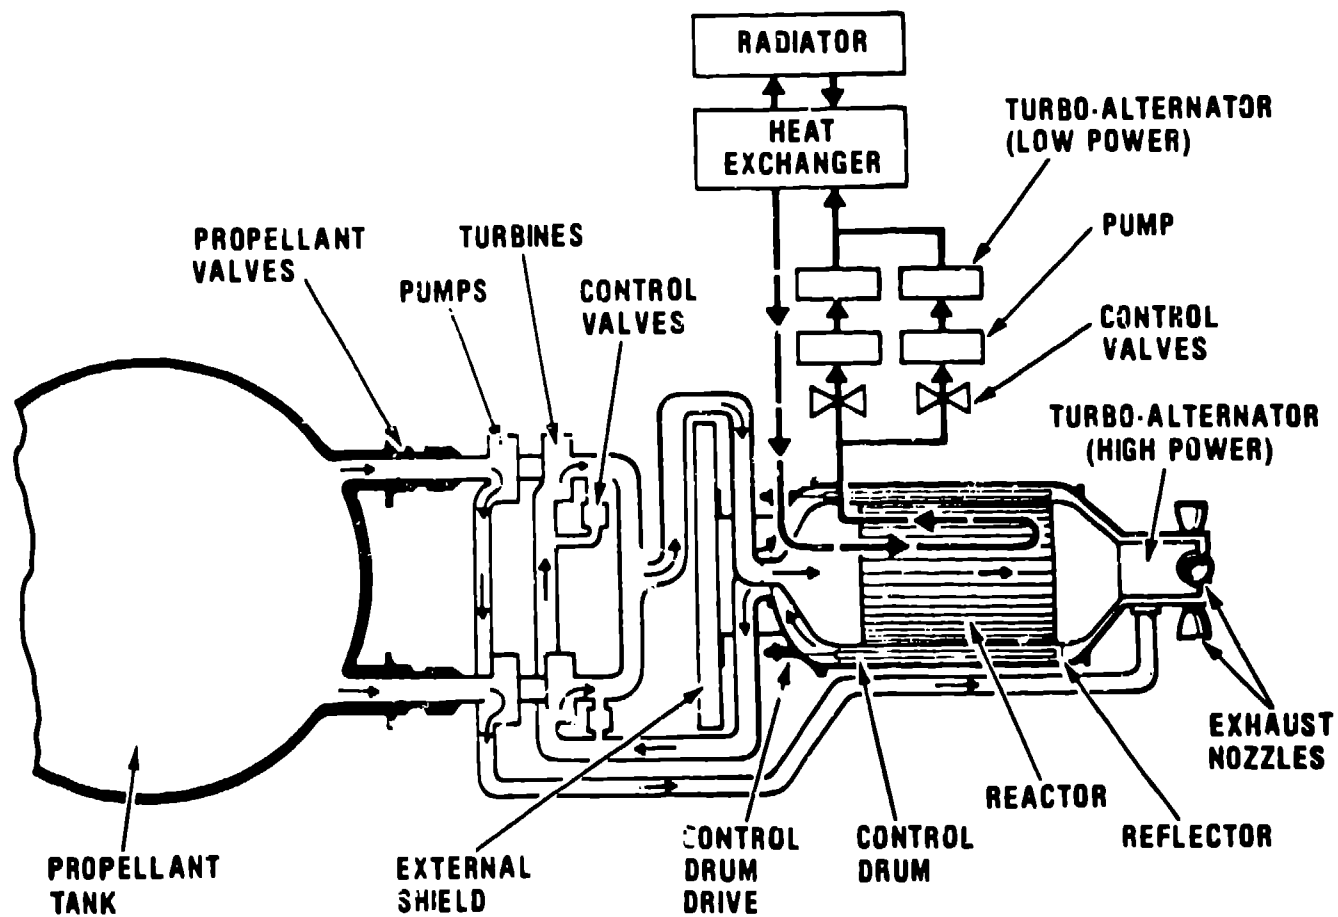 RADIATOR
HEAT
EXCHANGER
TURBO-ALTERNATOR
(LOW POWER)
PUMP
CONTROL
VALVES
TURBO-ALTERNATOR
(HIGH POWER)
PROPELLANT
VALVES
TURBINES
PUMPS
CONTROL
VALVES
PROPELLANT
TANK
EXTERNAL
SHIELD
CONTROL
DRUM
DRIVE
CONTROL
DRUM
REACTOR
REFLECTOR
EXHAUST
NOZZLES